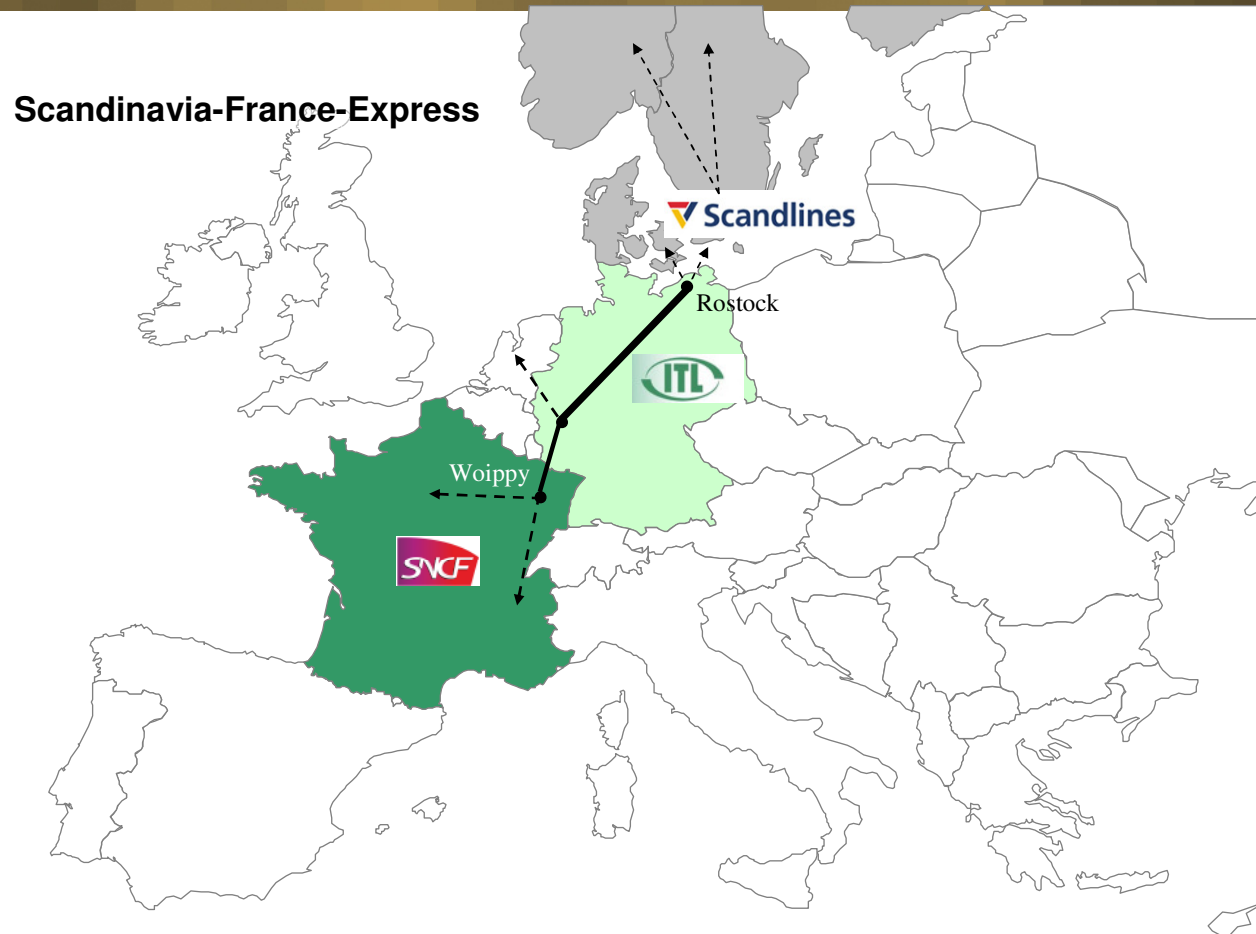 Scandinavia-France-Express
Scandlines
Rostock
ITL
Woippy
SNCF